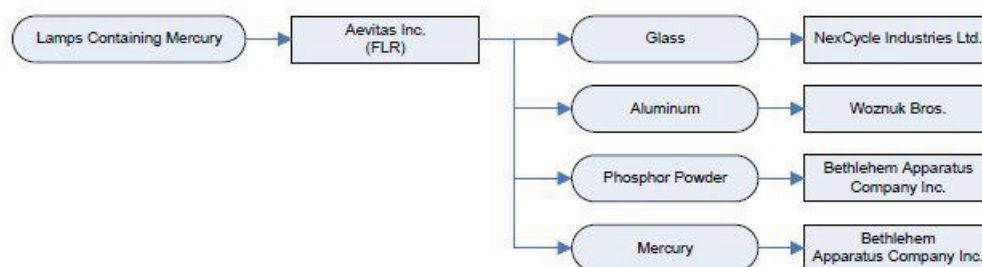 Lamps Containing Mercury
Aevitas Inc.
(FLR)
Glass
NexCycle Industries Ltd.
Aluminum
Woznuk Bros.
Phosphor Powder
Bethlehem Apparatus
Company Inc.
Mercury
Bethlehem
Apparatus Company Inc.